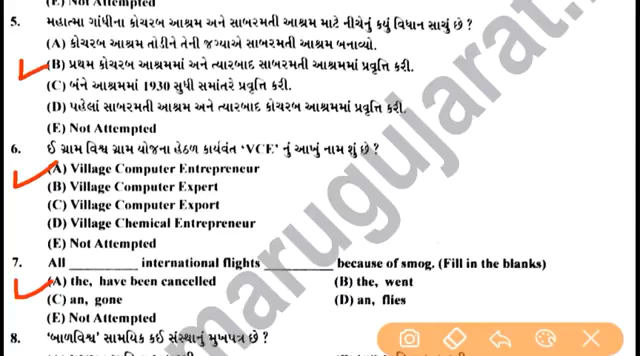 (E) Not Attempted
5. મહાત્મા ગાંધીના કોચરબ આશ્રમ અને સાબરમતી આશ્રમ માટે નીચેનું કયું વિધાન સાચું છે ?
(A) કોચરબ આશ્રમ તોડીને તેની જગ્યાએ સાબરમતી આશ્રમ બનાવ્યો.
(B) પ્રથમ કોચરબ આશ્રમમાં અને ત્યારબાદ સાબરમતી આશ્રમમાં પ્રવૃત્તિ કરી.
(C) બંને આશ્રમમાં 1930 સુધી સમાંતરે પ્રવૃત્તિ કરી.
(D) પહેલાં સાબરમતી આશ્રમ અને ત્યારબાદ કોચરબ આશ્રમમાં પ્રવૃત્તિ કરી.
(E) Not Attempted
6. ઈ ગ્રામ વિશ્વ ગ્રામ યોજના હેઠળ કાર્યવંત ‘VCE’ નું આખું નામ શું છે ?
(A) Village Computer Entrepreneur
(B) Village Computer Expert
(C) Village Computer Export
(D) Village Chemical Entrepreneur
(E) Not Attempted
7. All ________ international flights ________ because of smog. (Fill in the blanks)
(A) the, have been cancelled (B) the, went
(C) an, gone (D) an, flies
(E) Not Attempted
8. ‘બાળવિશ્વ’ સામયિક કઈ સંસ્થાનું મુખપત્ર છે ?
marugujarat.